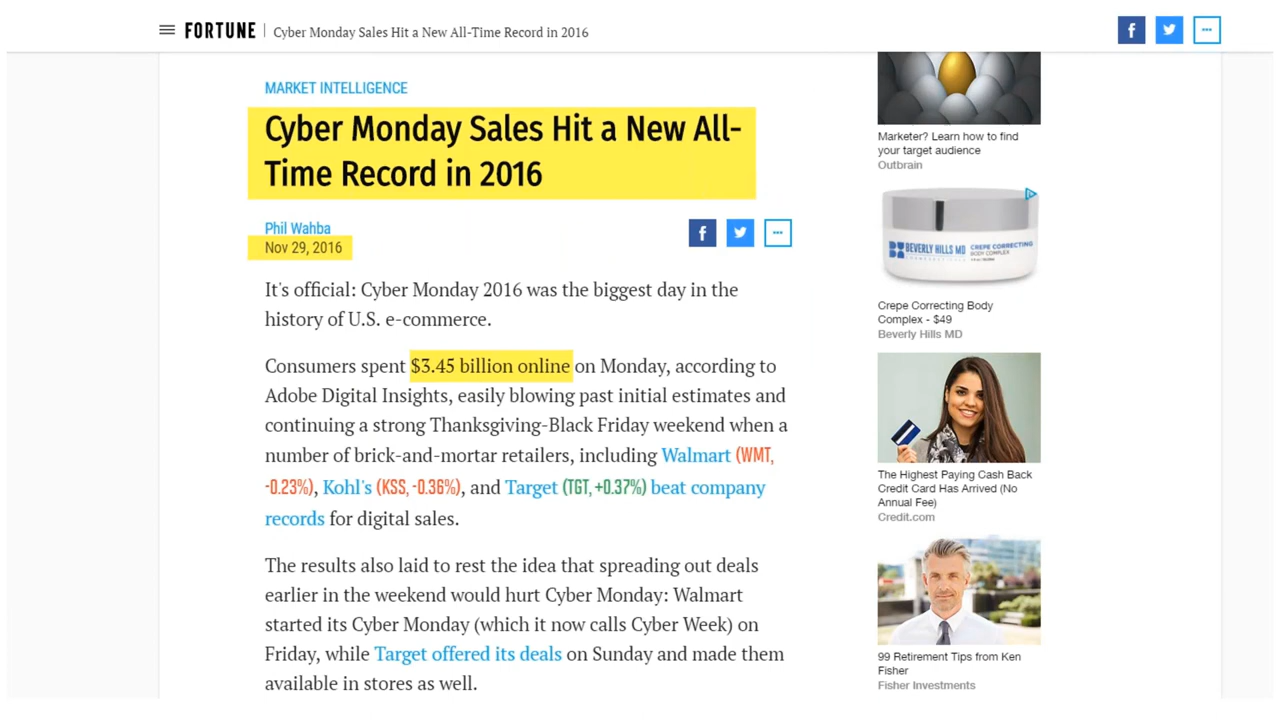 FORTUNE | Cyber Monday Sales Hit a New All-Time Record in 2016
MARKET INTELLIGENCE
Cyber Monday Sales Hit a New All-
Time Record in 2016
Phil Wahba
Nov 29, 2016
It's official: Cyber Monday 2016 was the biggest day in the
history of U.S. e-commerce.
Consumers spent $3.45 billion online on Monday, according to
Adobe Digital Insights, easily blowing past initial estimates and
continuing a strong Thanksgiving-Black Friday weekend when a
number of brick-and-mortar retailers, including Walmart (WMT,
-0.23%), Kohl's (KSS, -0.36%), and Target (TGT, +0.37%) beat company
records for digital sales.
The results also laid to rest the idea that spreading out deals
earlier in the weekend would hurt Cyber Monday: Walmart
started its Cyber Monday (which it now calls Cyber Week) on
Friday, while Target offered its deals on Sunday and made them
available in stores as well.
Marketer? Learn how to find
your target audience
Outbrain
BEVERLY HILLS MD
CREPE CORRECTING
BODY COMPLEX
Crepe Correcting Body
Complex - $49
Beverly Hills MD
The Highest Paying Cash Back
Credit Card Has Arrived (No
Annual Fee)
Credit.com
99 Retirement Tips from Ken
Fisher
Fisher Investments